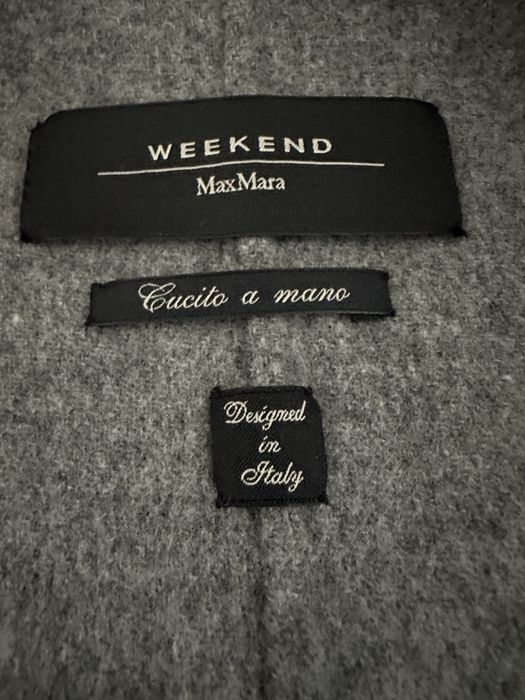 WEEKEND
MaxMara
Cucito a mano
Designed
in
Italy